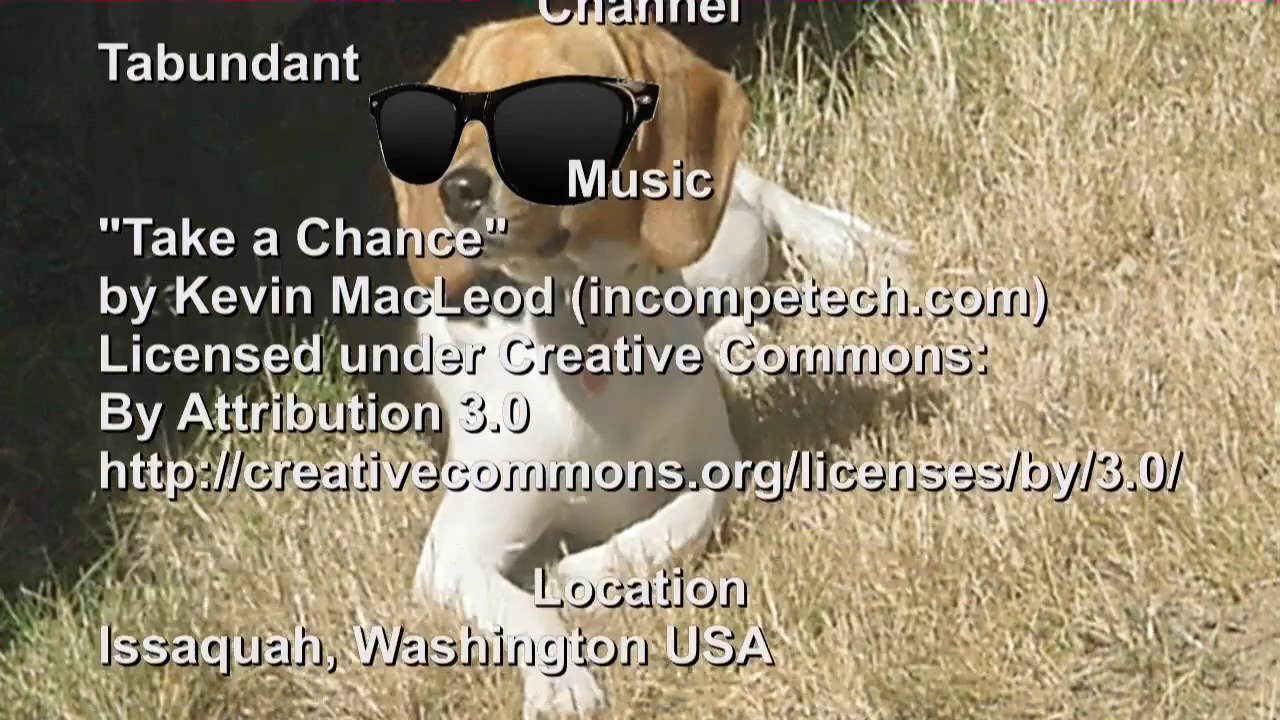 Channel
Tabundant
Music
"Take a Chance"
by Kevin MacLeod (incompetech.com)
Licensed under Creative Commons:
By Attribution 3.0
http://creativecommons.org/licenses/by/3.0/
Location
Issaquah, Washington USA